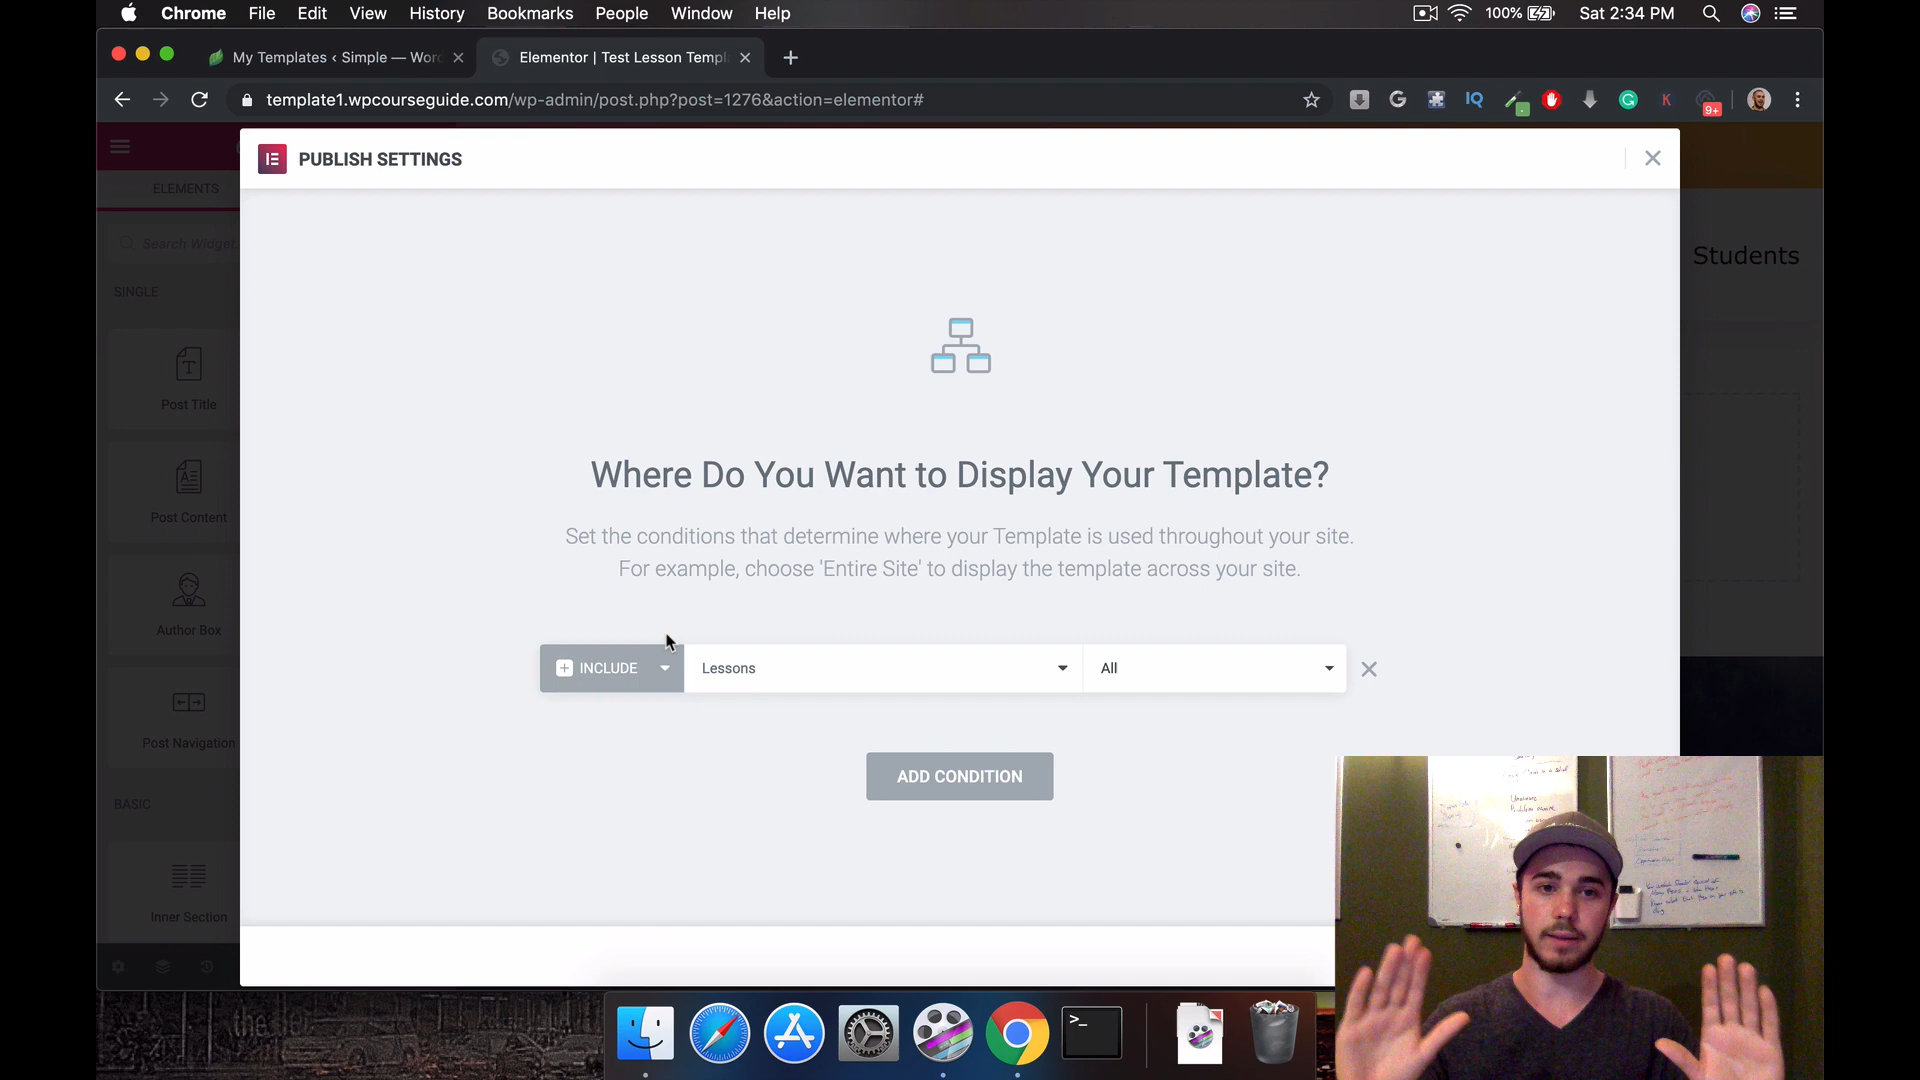 Chrome File Edit View History Bookmarks People Window Help 100% Sat 2:34 PM
My Templates ‹ Simple — Wor
Elementor | Test Lesson Templ
template1.wpcourseguide.com/wp-admin/post.php?post=1276&action=elementor#
IQ
K
9+
PUBLISH SETTINGS
ELEMENTS
Search Widget
Students
SINGLE
Post Title
Where Do You Want to Display Your Template?
Post Content
Set the conditions that determine where your Template is used throughout your site.
For example, choose 'Entire Site' to display the template across your site.
Author Box
INCLUDE Lessons All
Post Navigation
ADD CONDITION
BASIC
Inner Section